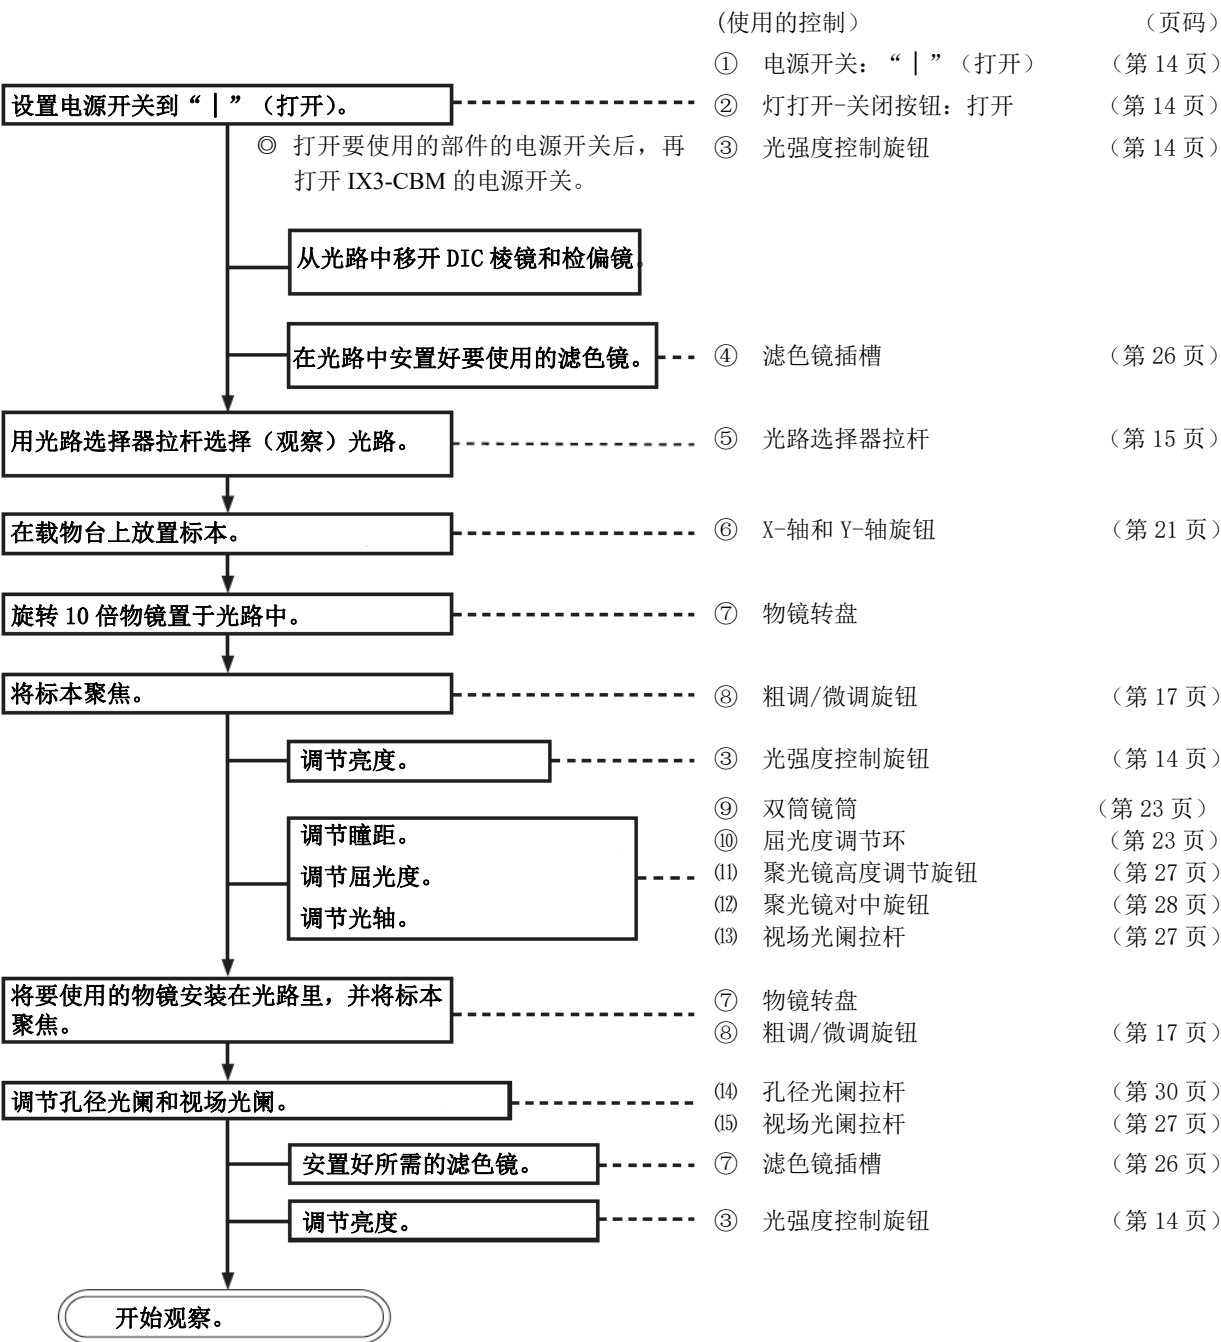 (使用的控制） （页码）
① 电源开关：“|”（打开） （第 14 页）
设置电源开关到“|”（打开）。 ② 灯打开-关闭按钮：打开 （第 14 页）
◎ 打开要使用的部件的电源开关后，再 ③ 光强度控制旋钮 （第 14 页）
打开 IX3-CBM 的电源开关。
从光路中移开 DIC 棱镜和检偏镜。
在光路中安置好要使用的滤色镜。 ④ 滤色镜插槽 （第 26 页）
用光路选择器拉杆选择（观察）光路。 ⑤ 光路选择器拉杆 （第 15 页）
在载物台上放置标本。 ⑥ X-轴和 Y-轴旋钮 （第 21 页）
旋转 10 倍物镜置于光路中。 ⑦ 物镜转盘
将标本聚焦。 ⑧ 粗调/微调旋钮 （第 17 页）
调节亮度。 ③ 光强度控制旋钮 （第 14 页）
⑨ 双筒镜筒 （第 23 页）
调节瞳距。 ⑩ 屈光度调节环 （第 23 页）
调节屈光度。 ⑾ 聚光镜高度调节旋钮 （第 27 页）
调节光轴。 ⑿ 聚光镜对中旋钮 （第 28 页）
⒀ 视场光阑拉杆 （第 27 页）
将要使用的物镜安装在光路里，并将标本 ⑦ 物镜转盘
聚焦。 ⑧ 粗调/微调旋钮 （第 17 页）
调节孔径光阑和视场光阑。 ⒁ 孔径光阑拉杆 （第 30 页）
⒂ 视场光阑拉杆 （第 27 页）
安置好所需的滤色镜。 ⑦ 滤色镜插槽 （第 26 页）
调节亮度。 ③ 光强度控制旋钮 （第 14 页）
开始观察。